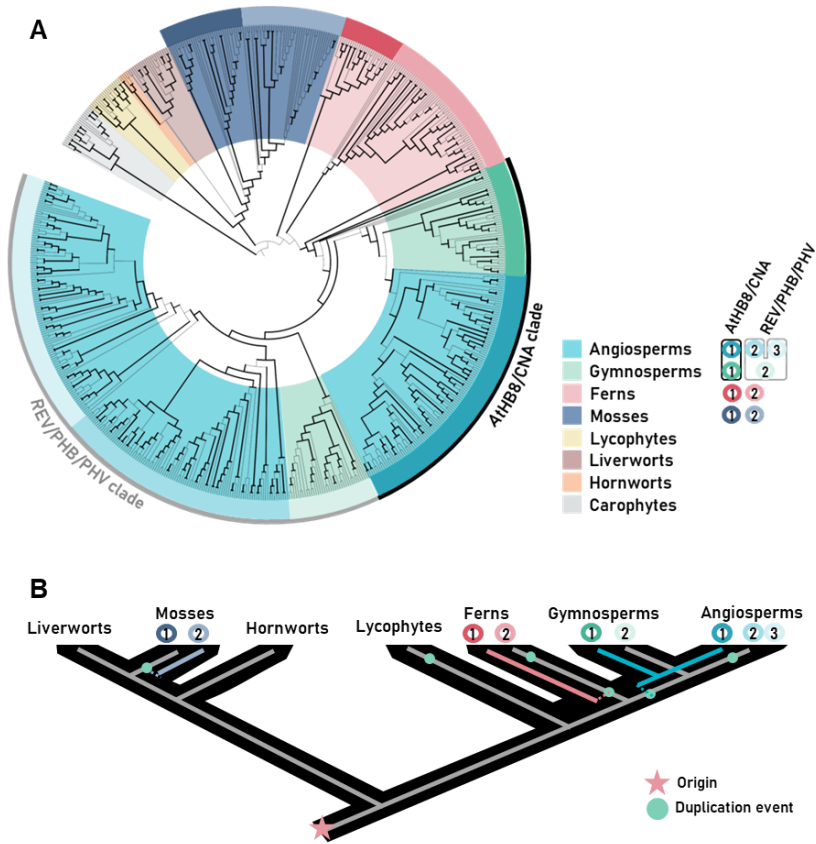 A
AtHB8/CNA
REV/PHB/PHV
Angiosperms 1 2 3
Gymnosperms 1 2
Ferns 1 2
Mosses 1 2
Lycophytes
Liverworts
Hornworts
Carophytes
AtHB8/CNA clade
REV/PHB/PHV clade
B
Liverworts
Mosses
1 2
Hornworts
Lycophytes
Ferns
1 2
Gymnosperms
1 2
Angiosperms
1 2 3
Origin
Duplication event